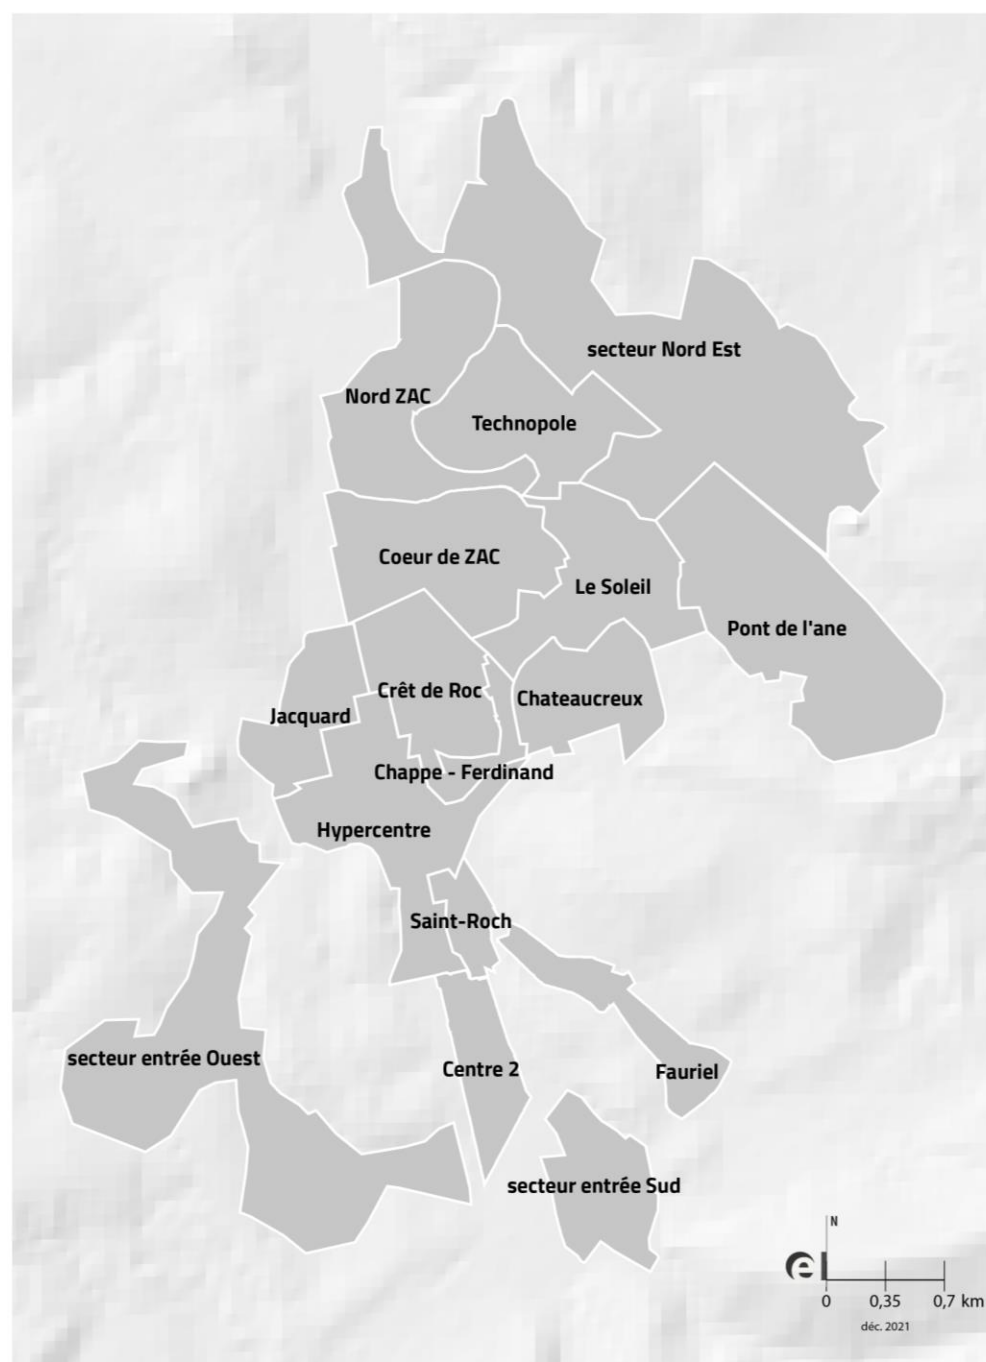 secteur Nord Est
Nord ZAC
Technopole
Coeur de ZAC
Le Soleil
Pont de l'ane
Crêt de Roc
Chateaucreux
Jacquard
Chappe - Ferdinand
Hypercentre
Saint-Roch
secteur entrée Ouest
Centre 2
Fauriel
secteur entrée Sud
N
e
0 0,35 0,7 km
déc. 2021